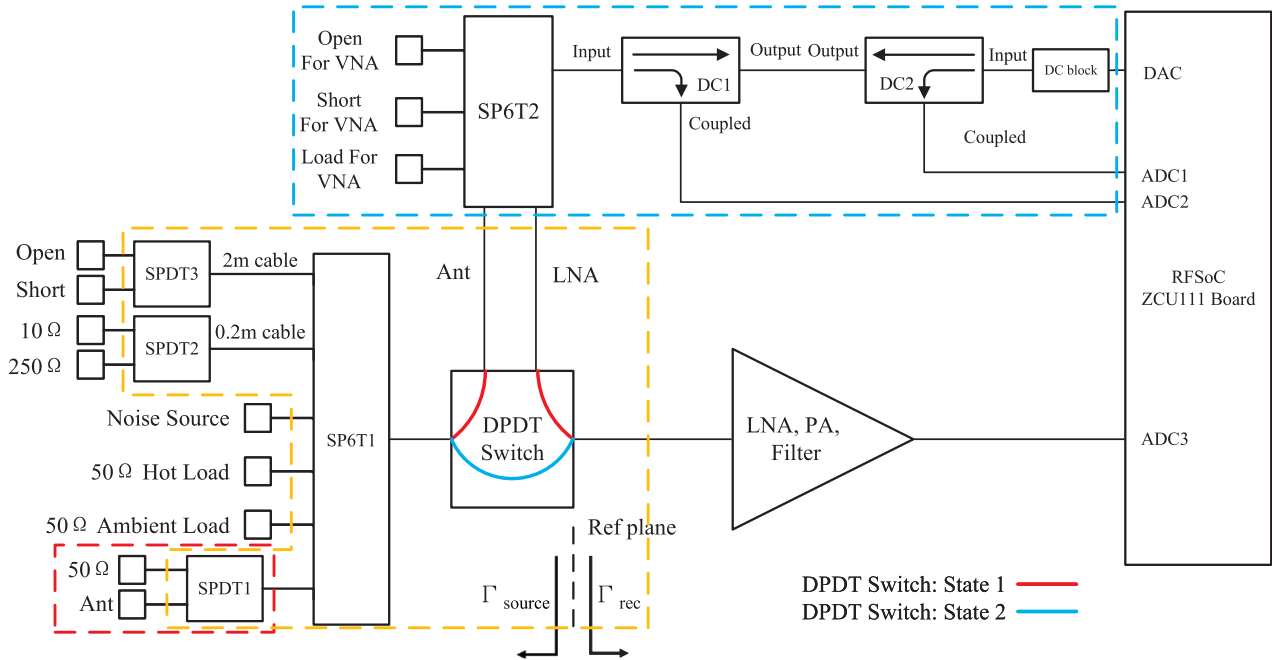 Open
For VNA
Short
For VNA
Load For
VNA
SP6T2
Input
DC1
Coupled
Output
Output
DC2
Input
Coupled
DC block
DAC
ADC1
ADC2
RFSoC
ZCU111 Board
ADC3
Open
Short
SPDT3
2m cable
10 Ω
250 Ω
SPDT2
0.2m cable
Noise Source
50 Ω Hot Load
50 Ω Ambient Load
50 Ω
Ant
SPDT1
SP6T1
Ant
LNA
DPDT
Switch
LNA, PA,
Filter
Ref plane
Γ source
Γ rec
DPDT Switch: State 1
DPDT Switch: State 2